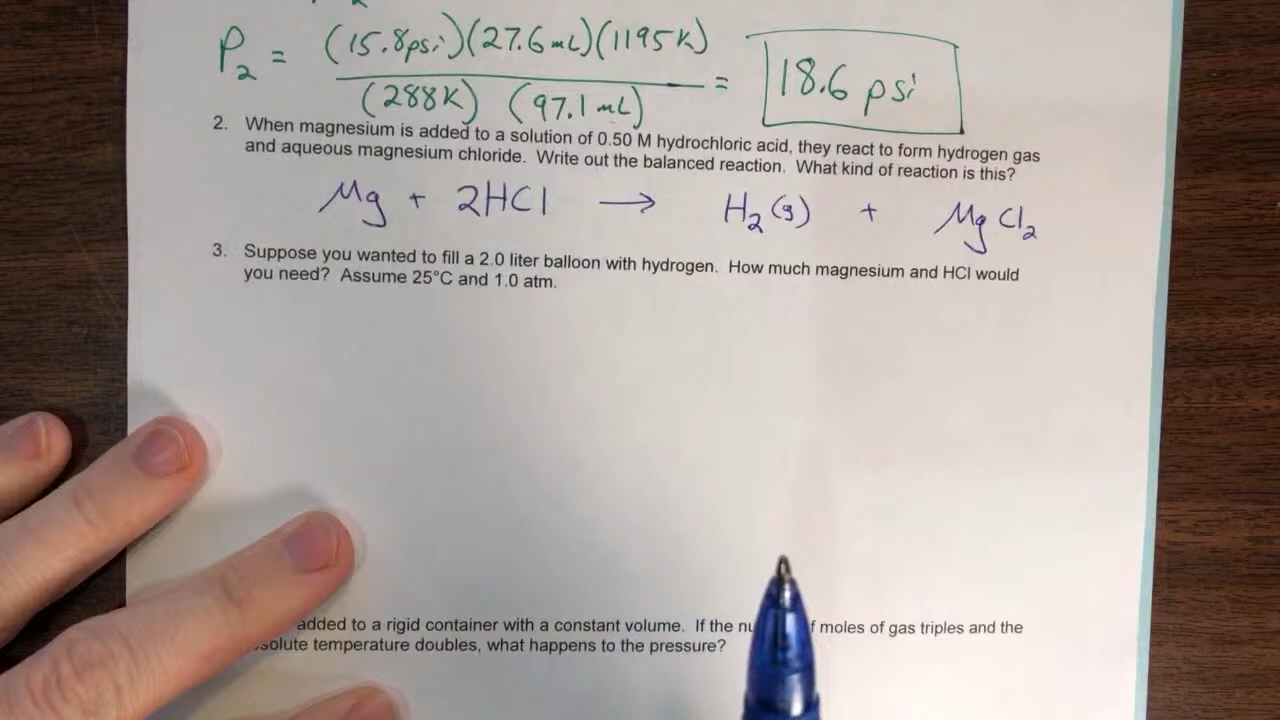 P₂ = (15.8psi)(27.6mL)(1195K) / (288K) (97.1mL) = 18.6 psi
2. When magnesium is added to a solution of 0.50 M hydrochloric acid, they react to form hydrogen gas
and aqueous magnesium chloride. Write out the balanced reaction. What kind of reaction is this?
Mg + 2HCl → H₂(g) + MgCl₂
3. Suppose you wanted to fill a 2.0 liter balloon with hydrogen. How much magnesium and HCl would
you need? Assume 25°C and 1.0 atm.
added to a rigid container with a constant volume. If the of moles of gas triples and the
temperature doubles, what happens to the pressure?